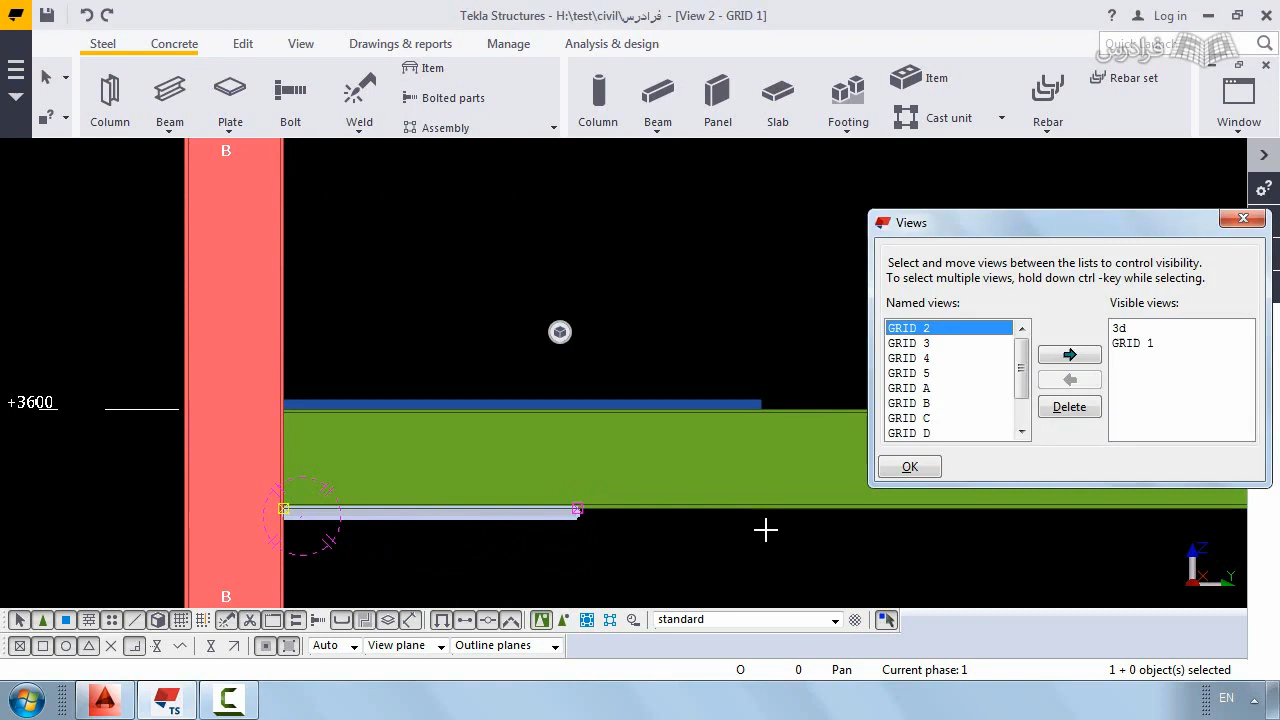 Tekla Structures - H:\test\civil\فرادرس - [View 2 - GRID 1]
Log in
Steel
Concrete
Edit
View
Drawings & reports
Manage
Analysis & design
Quick Launch
فرادرس
Column
Beam
Plate
Bolt
Weld
Item
Bolted parts
Assembly
Column
Beam
Panel
Slab
Footing
Item
Cast unit
Rebar
Rebar set
Window
B
+3600
B
Views
Select and move views between the lists to control visibility.
To select multiple views, hold down ctrl -key while selecting.
Named views:
Visible views:
GRID 2
GRID 3
GRID 4
GRID 5
GRID A
GRID B
GRID C
GRID D
3d
GRID 1
Delete
OK
Z
X
Y
standard
Auto
View plane
Outline planes
O
0
Pan
Current phase: 1
1 + 0 object(s) selected
TS
EN